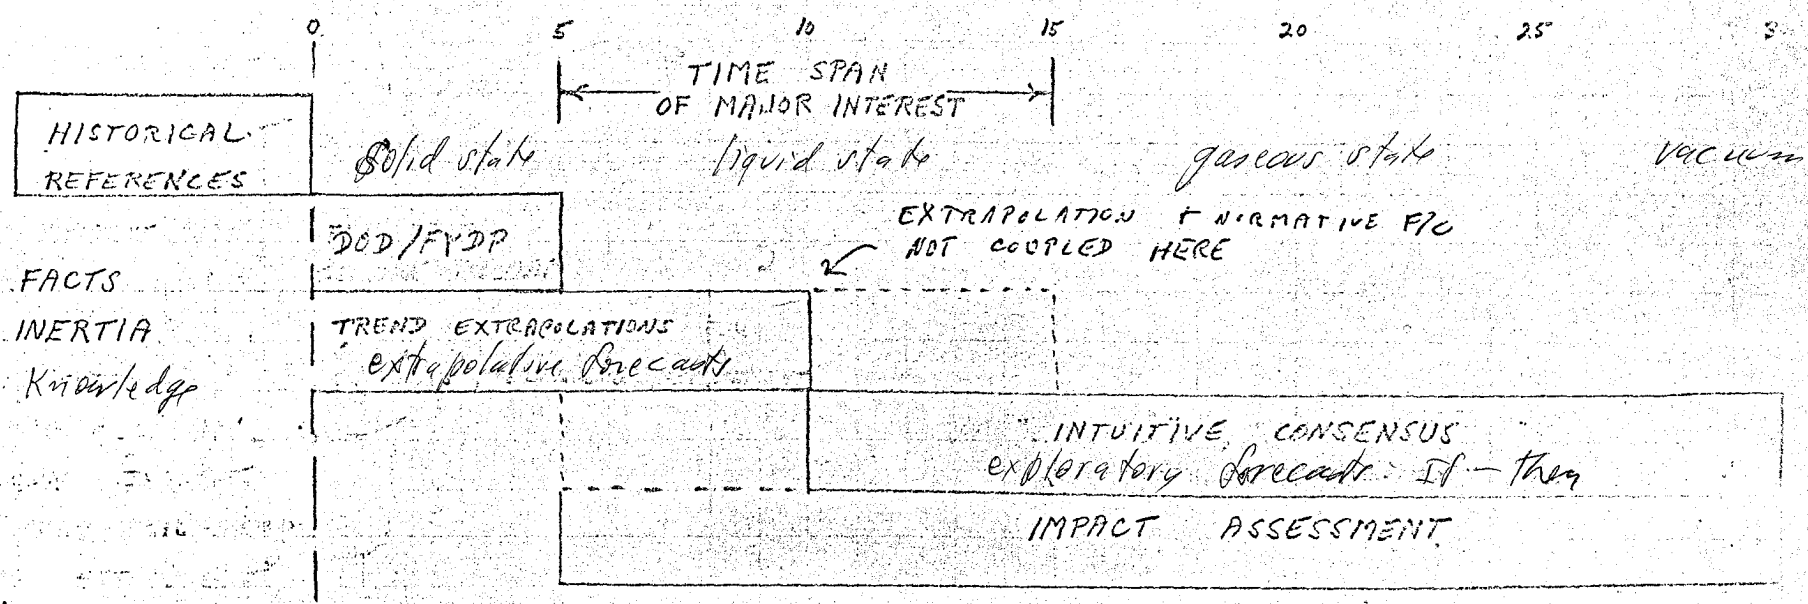 0 5 10 15 20 25 3
TIME SPAN
OF MAJOR INTEREST
HISTORICAL
REFERENCES
Solid state liquid state gaseous state vacuum
DOD/FYDP
EXTRAPOLATION + NORMATIVE F/C
NOT COUPLED HERE
FACTS
INERTIA
Knowledge
TREND EXTRAPOLATIONS
extrapolative forecasts
INTUITIVE CONSENSUS
exploratory forecasts: If — then
IMPACT ASSESSMENT